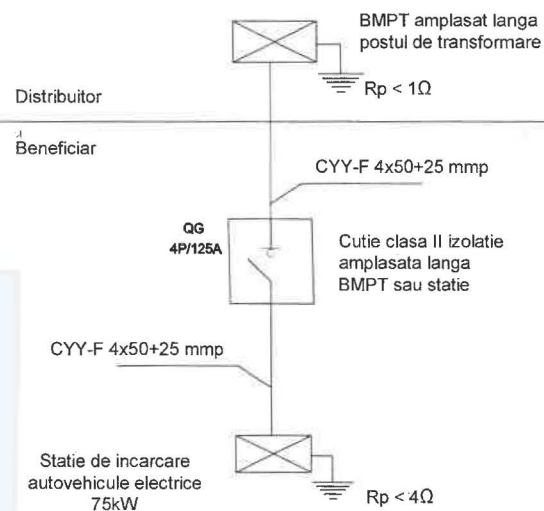 BMPT amplasat langa
postul de transformare
Rp < 1Ω
Distribuitor
Beneficiar
CYY-F 4x50+25 mmp
QG
4P/125A
Cutie clasa II izolatie
amplasata langa
BMPT sau statie
CYY-F 4x50+25 mmp
Statie de incarcare
autovehicule electrice
75kW
Rp <4Ω